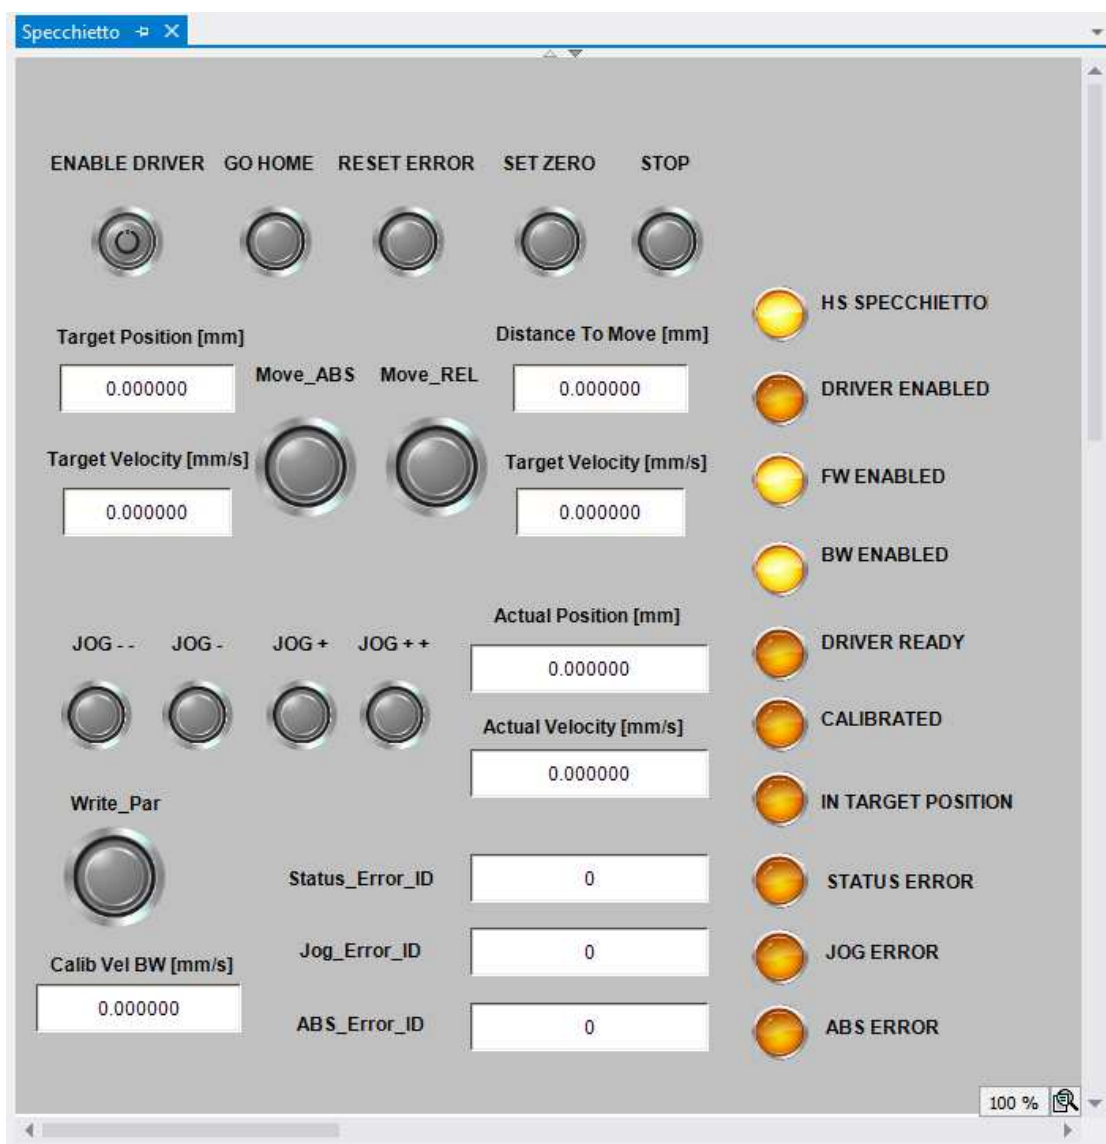 Specchietto
ENABLE DRIVER GO HOME RESET ERROR SET ZERO STOP
HS SPECCHIETTO
Target Position [mm] Distance To Move [mm]
0.000000 Move_ABS Move_REL 0.000000
DRIVER ENABLED
Target Velocity [mm/s] Target Velocity [mm/s]
FW ENABLED
0.000000 0.000000
BW ENABLED
Actual Position [mm]
JOG - - JOG - JOG + JOG + + DRIVER READY
0.000000
Actual Velocity [mm/s] CALIBRATED
0.000000
Write_Par IN TARGET POSITION
Status_Error_ID 0 STATUS ERROR
Jog_Error_ID 0 JOG ERROR
Calib Vel BW [mm/s]
0.000000
ABS_Error_ID 0 ABS ERROR
100 %